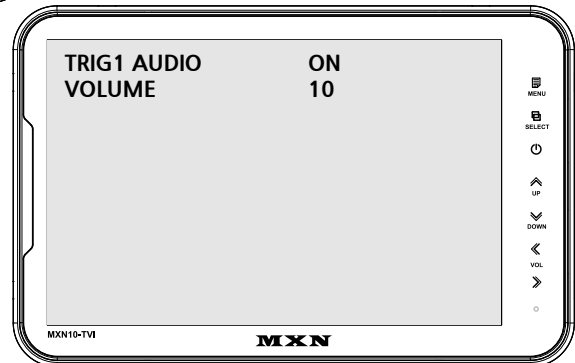 TRIG1 AUDIO ON
VOLUME 10
MENU
SELECT
UP
DOWN
VOL
MXN10-TVI
MXN